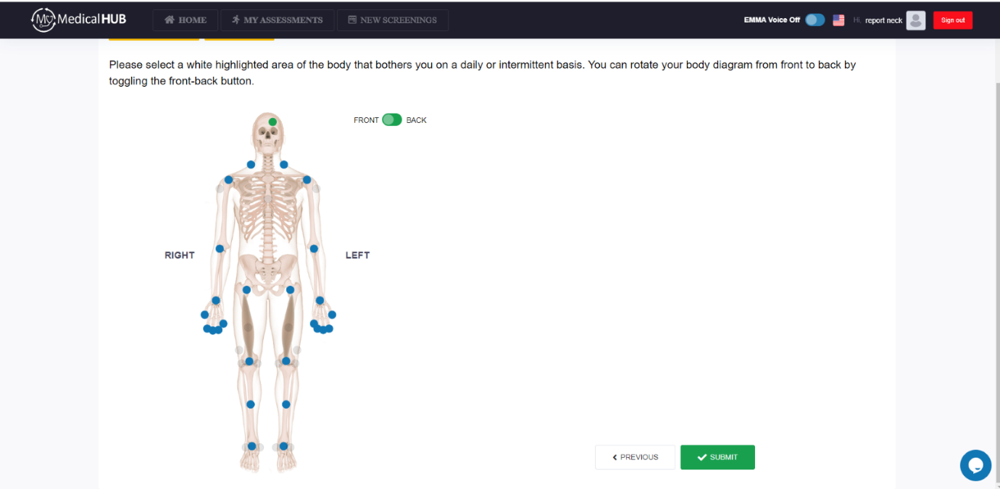 My MedicalHUB
HOME
MY ASSESSMENTS
NEW SCREENINGS
EMMA Voice Off
Hi, report neck
Sign out
Please select a white highlighted area of the body that bothers you on a daily or intermittent basis. You can rotate your body diagram from front to back by
toggling the front-back button.
FRONT BACK
RIGHT
LEFT
PREVIOUS
SUBMIT